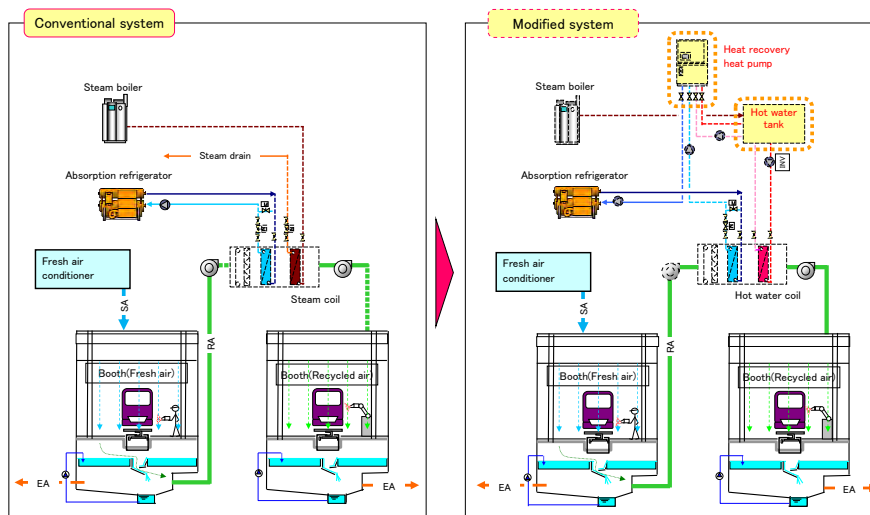 Conventional system
Steam boiler
Steam drain
Absorption refrigerator
Fresh air
conditioner
Steam coil
SA
RA
Booth(Fresh air)
Booth(Recycled air)
EA
EA
Modified system
Heat recovery
heat pump
Steam boiler
Hot water
tank
INV
Absorption refrigerator
Fresh air
conditioner
Hot water coil
SA
RA
Booth(Fresh air)
Booth(Recycled air)
EA
EA